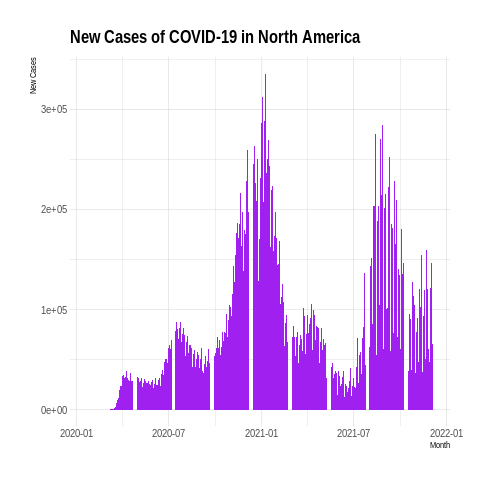 New Cases of COVID-19 in North America
New Cases
3e+05
2e+05
1e+05
0e+00
2020-01 2020-07 2021-01 2021-07 2022-01
Month